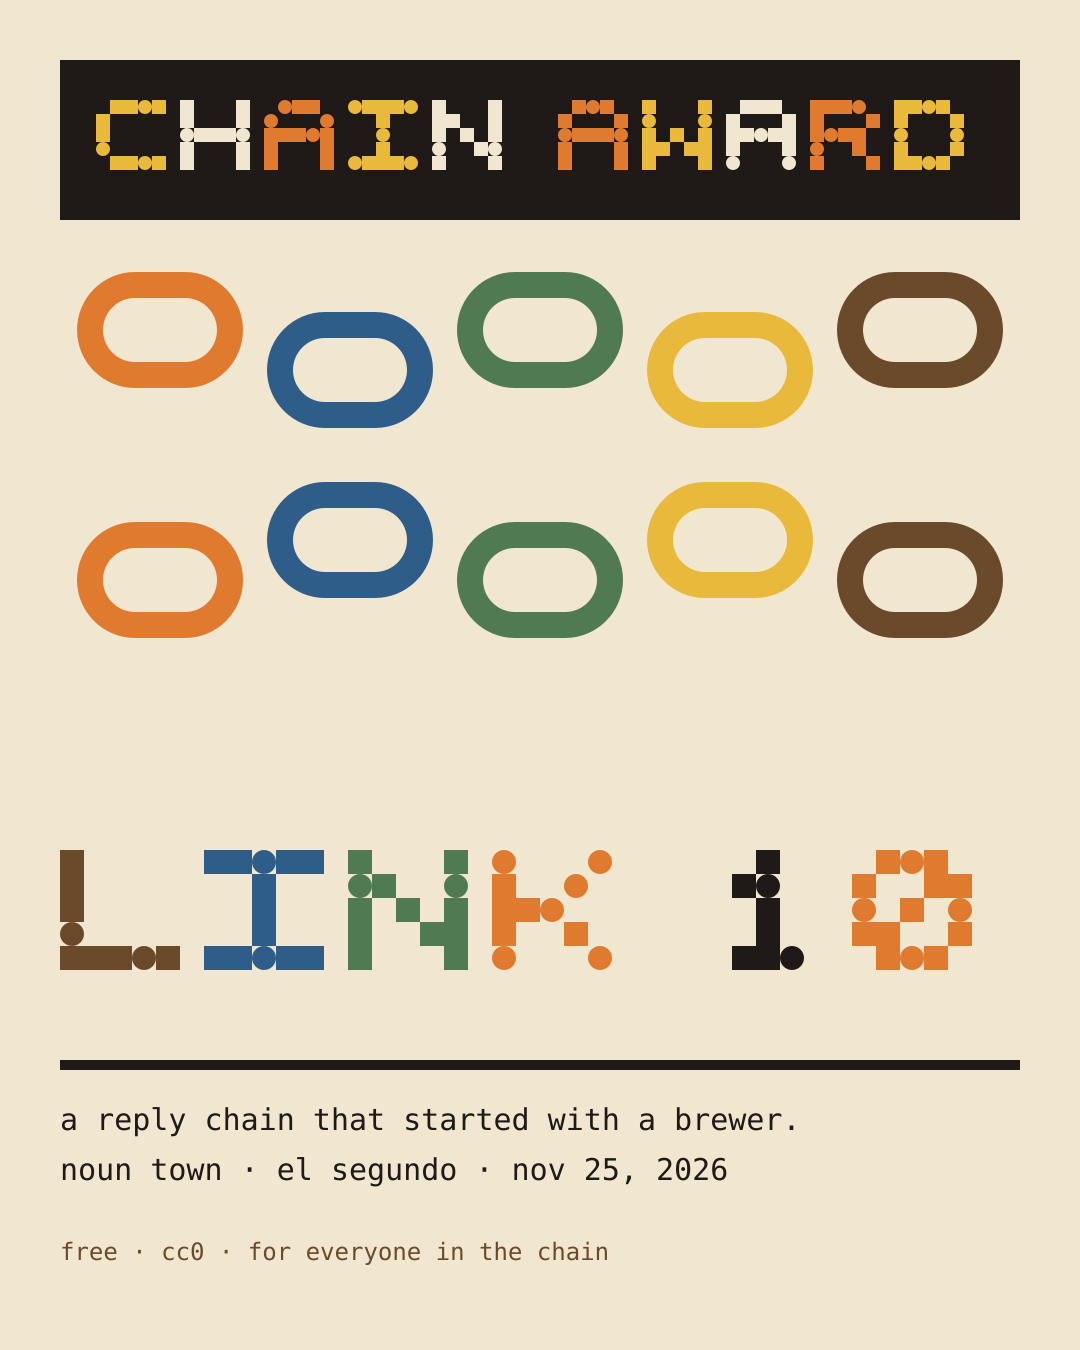 CHAIN AWARD
LINK 10
a reply chain that started with a brewer.
noun town · el segundo · nov 25, 2026
free · cc0 · for everyone in the chain